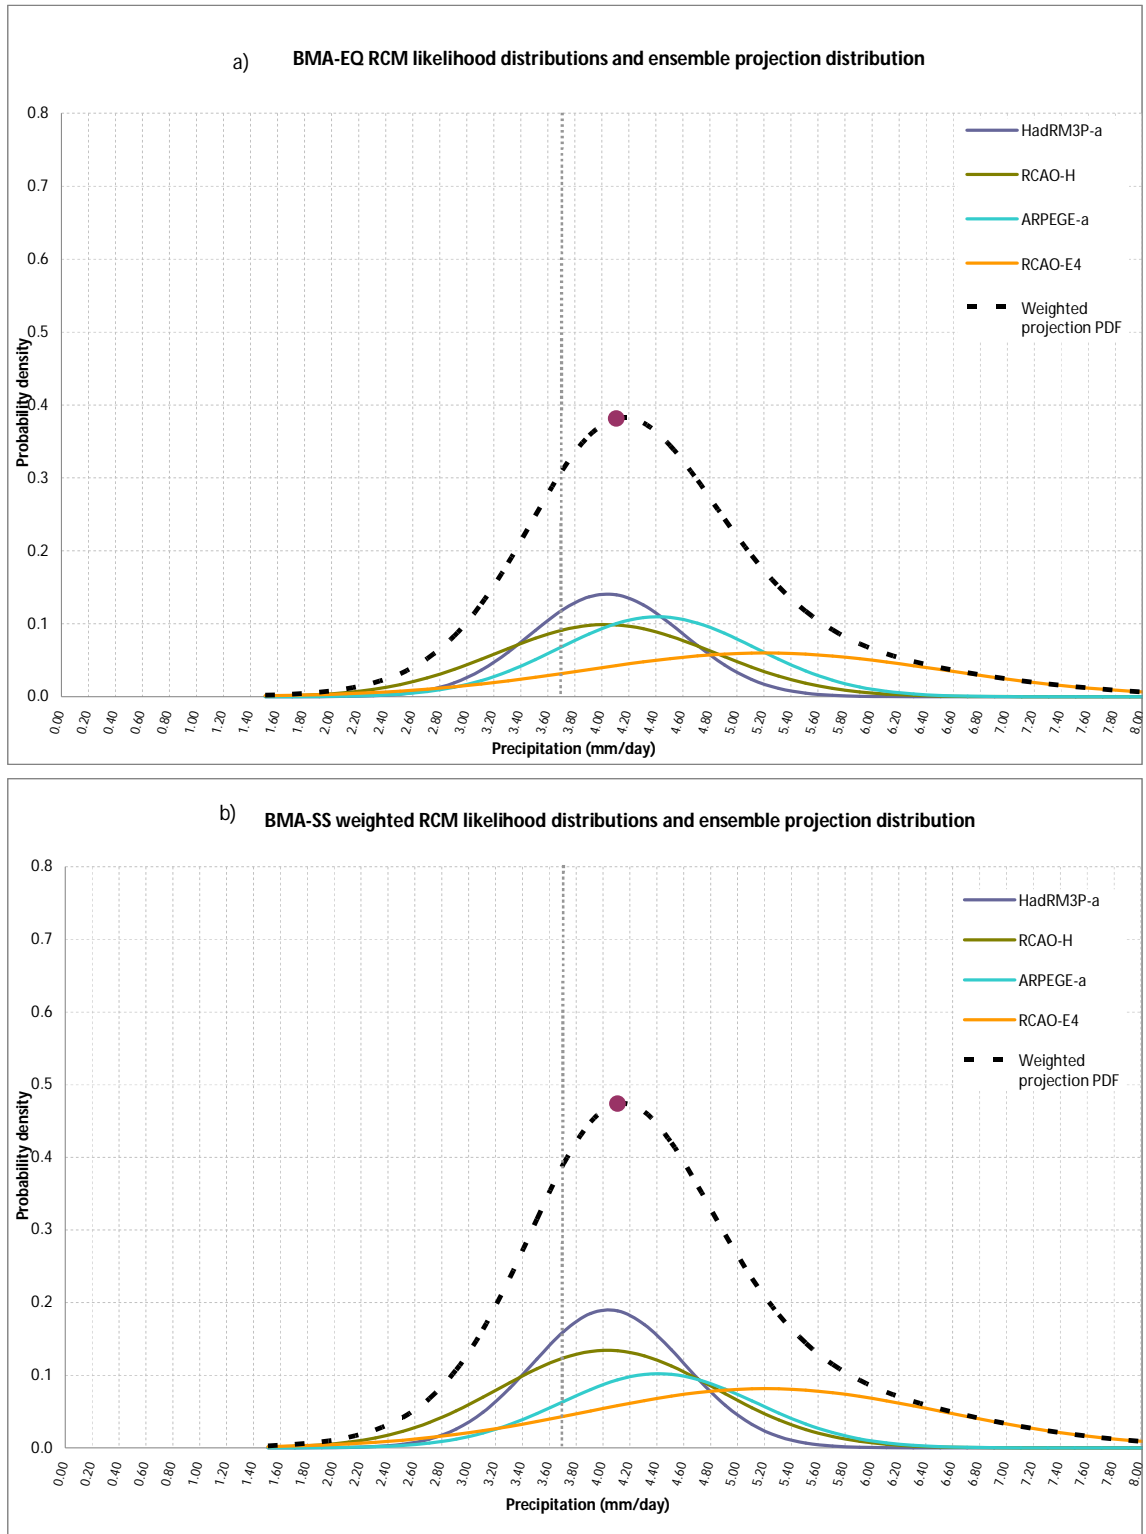 a) BMA-EQ RCM likelihood distributions and ensemble projection distribution
0.8
0.7
0.6
0.5
0.4
0.3
0.2
0.1
0.0
Probability density
HadRM3P-a
RCAO-H
ARPEGE-a
RCAO-E4
Weighted
projection PDF
0.00 0.20 0.40 0.60 0.80 1.00 1.20 1.40 1.60 1.80 2.00 2.20 2.40 2.60 2.80 3.00 3.20 3.40 3.60 3.80 4.00 4.20 4.40 4.60 4.80 5.00 5.20 5.40 5.60 5.80 6.00 6.20 6.40 6.60 6.80 7.00 7.20 7.40 7.60 7.80 8.00
Precipitation (mm/day)
b) BMA-SS weighted RCM likelihood distributions and ensemble projection distribution
0.8
0.7
0.6
0.5
0.4
0.3
0.2
0.1
0.0
Probability density
HadRM3P-a
RCAO-H
ARPEGE-a
RCAO-E4
Weighted
projection PDF
0.00 0.20 0.40 0.60 0.80 1.00 1.20 1.40 1.60 1.80 2.00 2.20 2.40 2.60 2.80 3.00 3.20 3.40 3.60 3.80 4.00 4.20 4.40 4.60 4.80 5.00 5.20 5.40 5.60 5.80 6.00 6.20 6.40 6.60 6.80 7.00 7.20 7.40 7.60 7.80 8.00
Precipitation (mm/day)